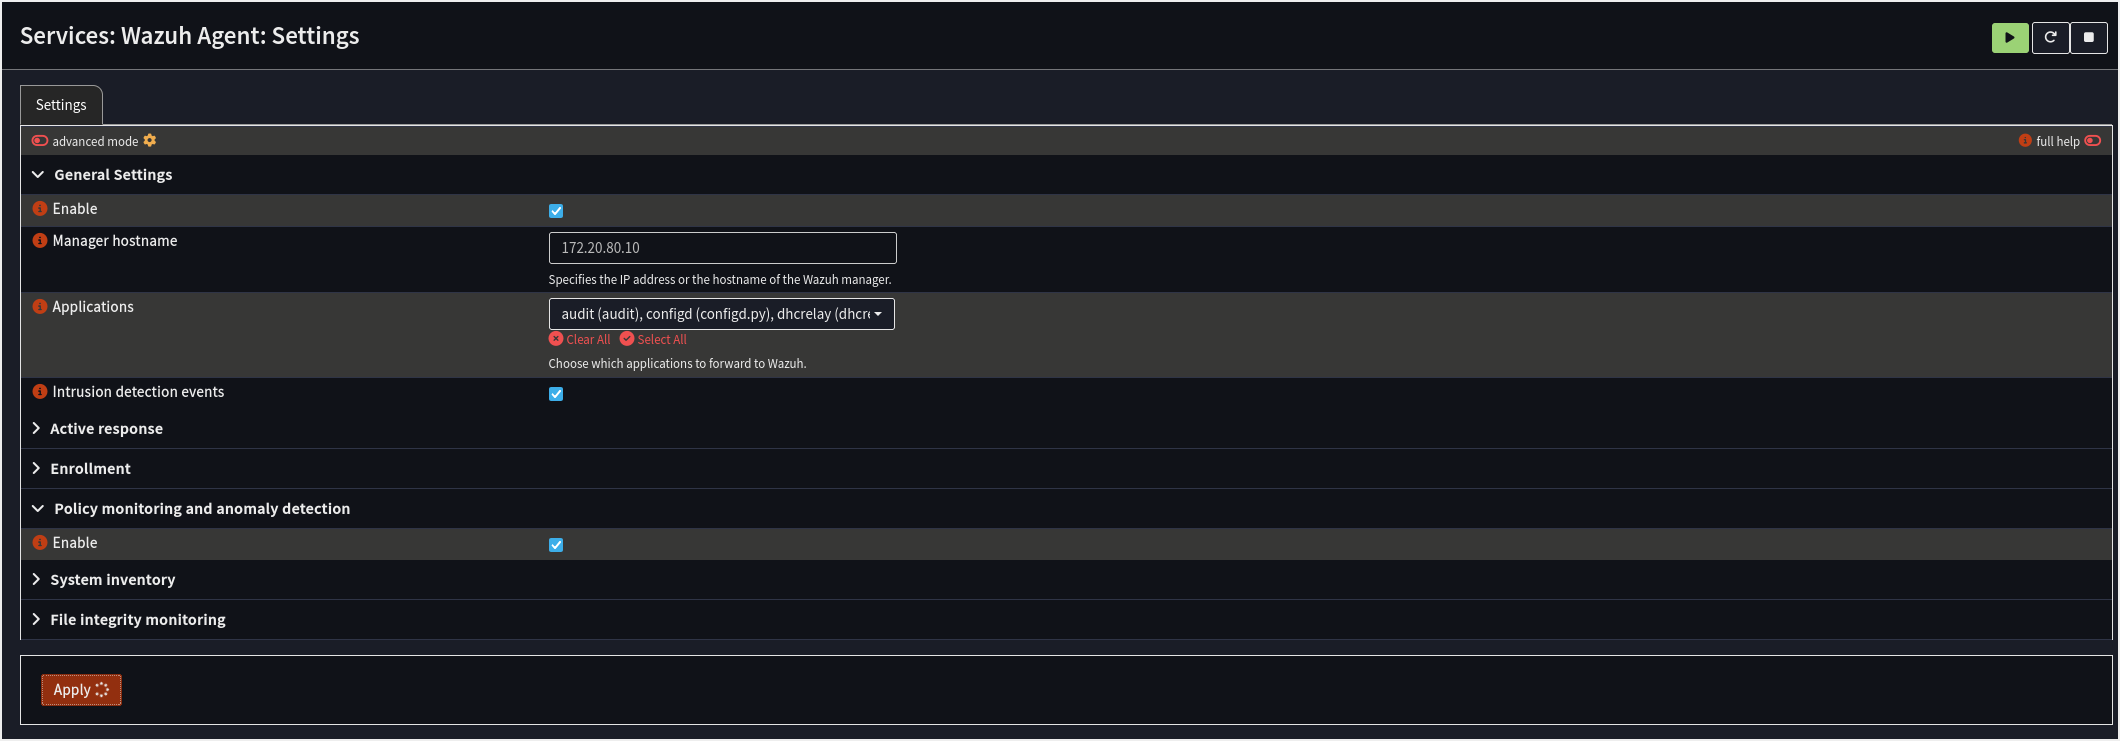 Services: Wazuh Agent: Settings
Settings
advanced mode
full help
General Settings
Enable
Manager hostname
172.20.80.10
Specifies the IP address or the hostname of the Wazuh manager.
Applications
audit (audit), configd (configd.py), dhcrelay (dhcr
Clear All Select All
Choose which applications to forward to Wazuh.
Intrusion detection events
Active response
Enrollment
Policy monitoring and anomaly detection
Enable
System inventory
File integrity monitoring
Apply